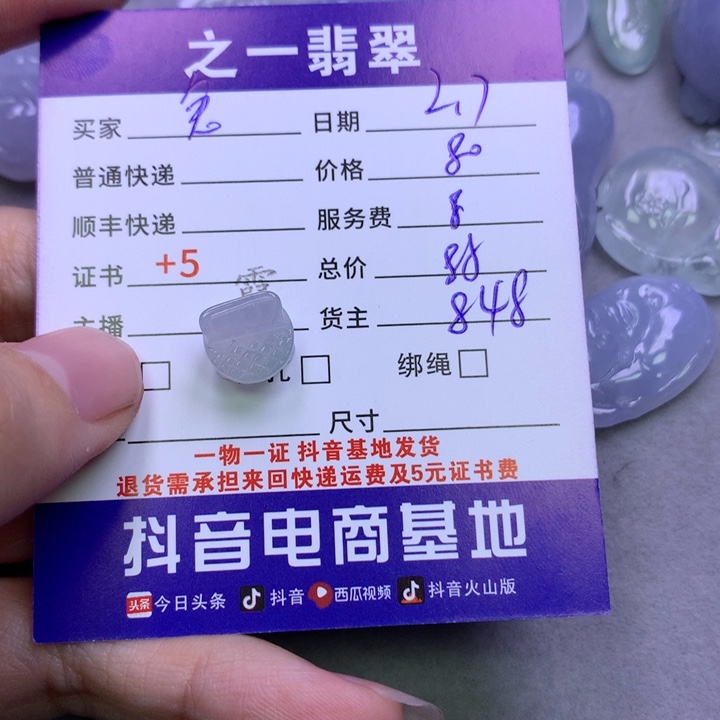 之一翡翠
买家 日期
普通快递 价格 80
顺丰快递 服务费 8
证书 +5 总价 88
霞
主播 货主 848
孔 □ 绑绳 □
尺寸
一物一证 抖音基地发货
退货需承担来回快递运费及5元证书费
抖音电商基地
头条 今日头条 抖音 西瓜视频 抖音火山版